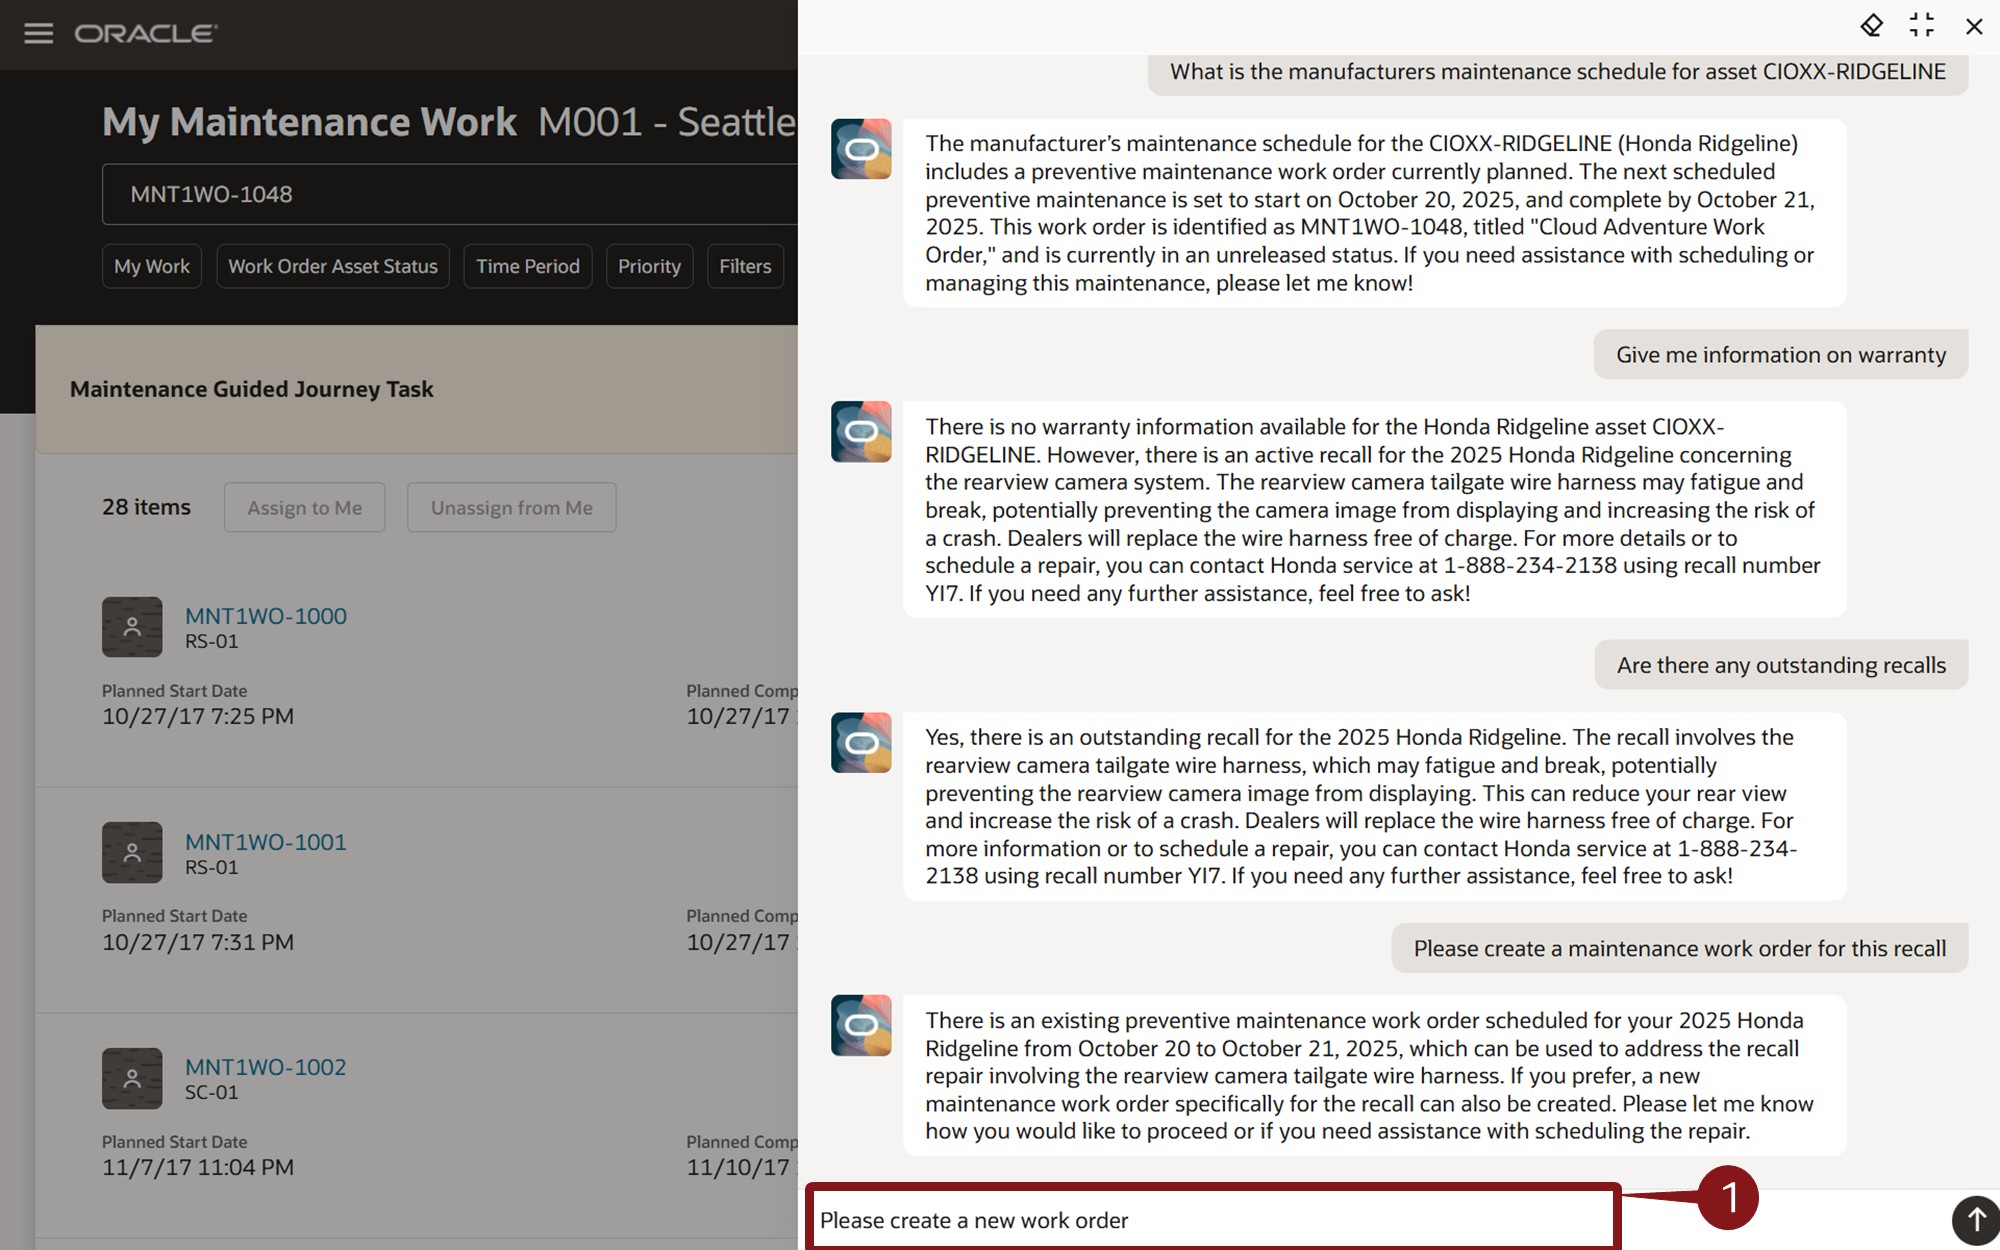 ORACLE
My Maintenance Work M001 - Seattle
MNT1WO-1048
My Work
Work Order Asset Status
Time Period
Priority
Filters
Maintenance Guided Journey Task
28 items
Assign to Me
Unassign from Me
MNT1WO-1000
RS-01
Planned Start Date
Planned Comp
10/27/17 7:25 PM
10/27/17
MNT1WO-1001
RS-01
Planned Start Date
Planned Comp
10/27/17 7:31 PM
10/27/17
MNT1WO-1002
SC-01
Planned Start Date
Planned Comp
11/7/17 11:04 PM
11/10/17
What is the manufacturers maintenance schedule for asset CIOXX-RIDGELINE
The manufacturer’s maintenance schedule for the CIOXX-RIDGELINE (Honda Ridgeline)
includes a preventive maintenance work order currently planned. The next scheduled
preventive maintenance is set to start on October 20, 2025, and complete by October 21,
2025. This work order is identified as MNT1WO-1048, titled "Cloud Adventure Work
Order," and is currently in an unreleased status. If you need assistance with scheduling or
managing this maintenance, please let me know!
Give me information on warranty
There is no warranty information available for the Honda Ridgeline asset CIOXX-
RIDGELINE. However, there is an active recall for the 2025 Honda Ridgeline concerning
the rearview camera system. The rearview camera tailgate wire harness may fatigue and
break, potentially preventing the camera image from displaying and increasing the risk of
a crash. Dealers will replace the wire harness free of charge. For more details or to
schedule a repair, you can contact Honda service at 1-888-234-2138 using recall number
YI7. If you need any further assistance, feel free to ask!
Are there any outstanding recalls
Yes, there is an outstanding recall for the 2025 Honda Ridgeline. The recall involves the
rearview camera tailgate wire harness, which may fatigue and break, potentially
preventing the rearview camera image from displaying. This can reduce your rear view
and increase the risk of a crash. Dealers will replace the wire harness free of charge. For
more information or to schedule a repair, you can contact Honda service at 1-888-234-
2138 using recall number YI7. If you need any further assistance, feel free to ask!
Please create a maintenance work order for this recall
There is an existing preventive maintenance work order scheduled for your 2025 Honda
Ridgeline from October 20 to October 21, 2025, which can be used to address the recall
repair involving the rearview camera tailgate wire harness. If you prefer, a new
maintenance work order specifically for the recall can also be created. Please let me know
how you would like to proceed or if you need assistance with scheduling the repair.
Please create a new work order
1